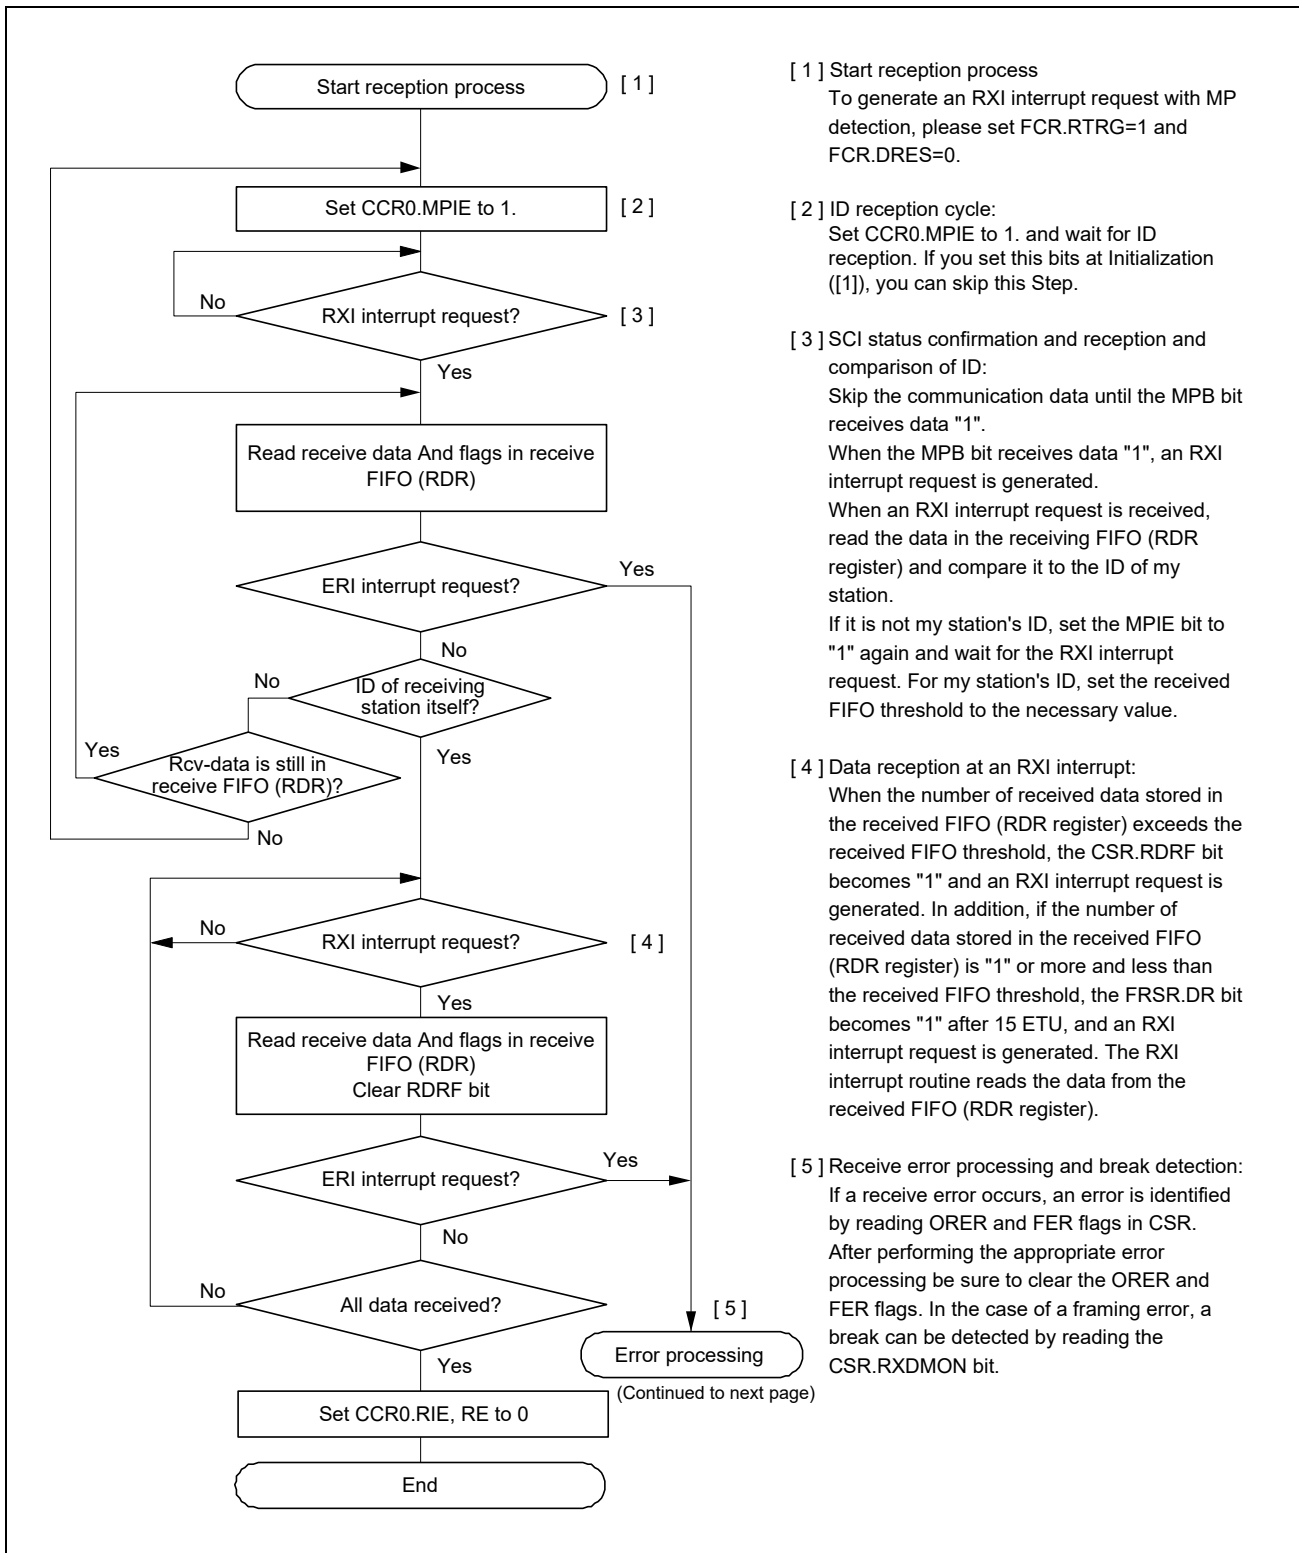 Start reception process
[ 1 ]
Set CCR0.MPIE to 1.
[ 2 ]
No
RXI interrupt request?
[ 3 ]
Yes
Read receive data And flags in receive
FIFO (RDR)
ERI interrupt request?
Yes
No
No
ID of receiving
station itself?
Yes
Yes
Rcv-data is still in
receive FIFO (RDR)?
No
No
RXI interrupt request?
[ 4 ]
Yes
Read receive data And flags in receive
FIFO (RDR)
Clear RDRF bit
ERI interrupt request?
Yes
No
No
All data received?
[ 5 ]
Error processing
(Continued to next page)
Yes
Set CCR0.RIE, RE to 0
End
[ 1 ] Start reception process
To generate an RXI interrupt request with MP
detection, please set FCR.RTRG=1 and
FCR.DRES=0.
[ 2 ] ID reception cycle:
Set CCR0.MPIE to 1. and wait for ID
reception. If you set this bits at Initialization
([1]), you can skip this Step.
[ 3 ] SCI status confirmation and reception and
comparison of ID:
Skip the communication data until the MPB bit
receives data "1".
When the MPB bit receives data "1", an RXI
interrupt request is generated.
When an RXI interrupt request is received,
read the data in the receiving FIFO (RDR
register) and compare it to the ID of my
station.
If it is not my station's ID, set the MPIE bit to
"1" again and wait for the RXI interrupt
request. For my station's ID, set the received
FIFO threshold to the necessary value.
[ 4 ] Data reception at an RXI interrupt:
When the number of received data stored in
the received FIFO (RDR register) exceeds the
received FIFO threshold, the CSR.RDRF bit
becomes "1" and an RXI interrupt request is
generated. In addition, if the number of
received data stored in the received FIFO
(RDR register) is "1" or more and less than
the received FIFO threshold, the FRSR.DR bit
becomes "1" after 15 ETU, and an RXI
interrupt request is generated. The RXI
interrupt routine reads the data from the
received FIFO (RDR register).
[ 5 ] Receive error processing and break detection:
If a receive error occurs, an error is identified
by reading ORER and FER flags in CSR.
After performing the appropriate error
processing be sure to clear the ORER and
FER flags. In the case of a framing error, a
break can be detected by reading the
CSR.RXDMON bit.